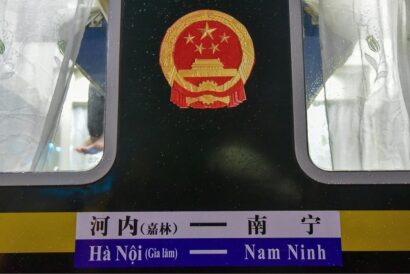 河内(嘉林) — 南宁
Hà Nội (Gia lâm) — Nam Ninh